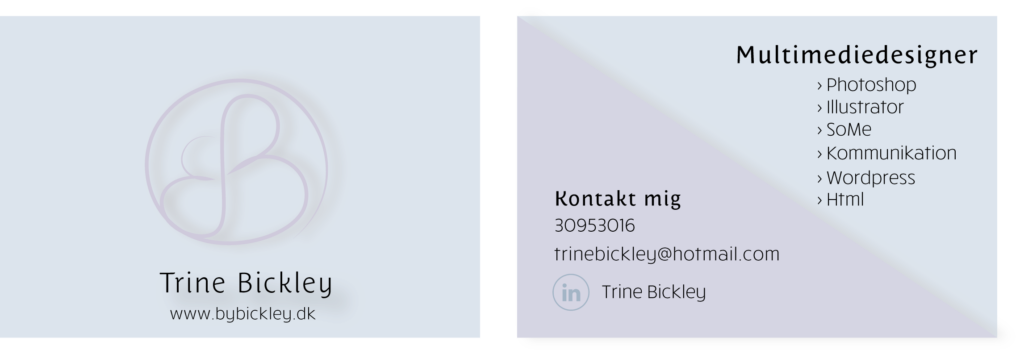 Trine Bickley
www.bybickley.dk
Multimediedesigner
› Photoshop
› Illustrator
› SoMe
› Kommunikation
› Wordpress
› Html
Kontakt mig
30953016
trinebickley@hotmail.com
in Trine Bickley